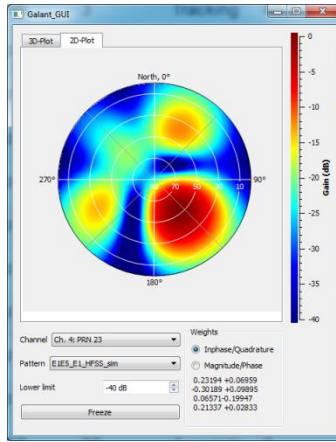 Galant_GUI
3D-Plot
2D-Plot
North, 0°
270°
90°
70 50 30 10
180°
0
-5
-10
-15
-20
-25
-30
-35
-40
Gain (dB)
Channel Ch. 4: PRN 23
Pattern E1E5_E1_HFSS_sim
Lower limit -40 dB
Freeze
Weights
Inphase/Quadrature
Magnitude/Phase
0.23194 +0.06959
-0.30189 +0.09895
0.06571-0.19947
0.21337 +0.02833